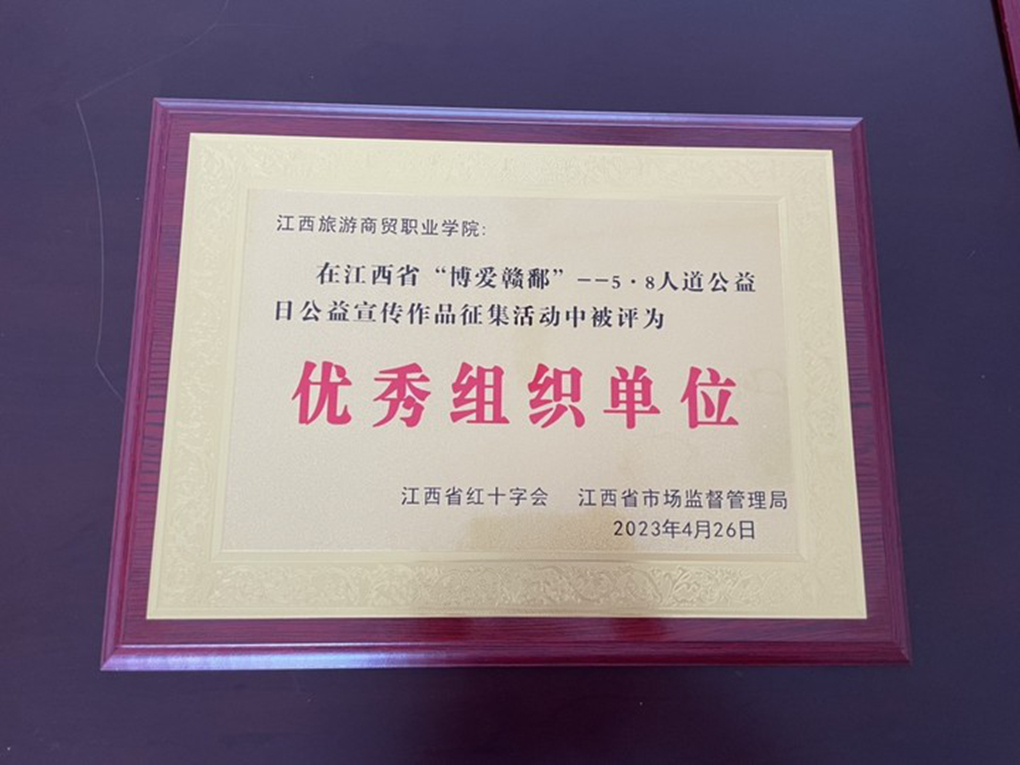 江西旅游商贸职业学院:
在江西省“博爱赣鄱”——5·8人道公益
日公益宣传作品征集活动中被评为
优秀组织单位
江西省红十字会 江西省市场监督管理局
2023年4月26日